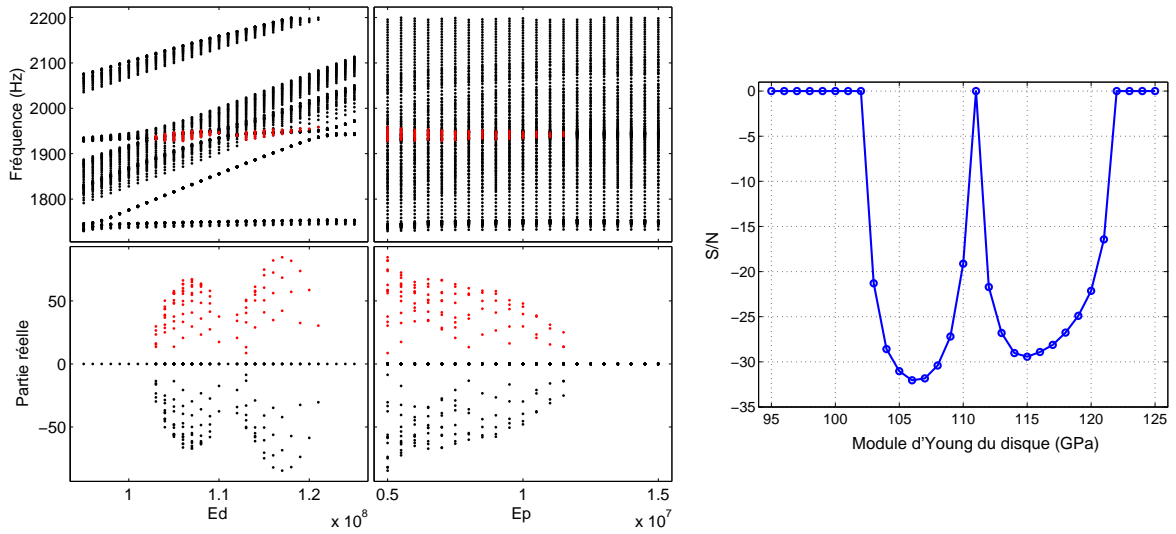 2200
2100
2000
1900
1800
Fréquence (Hz)
50
0
−50
Partie réelle
1 1.1 1.2
Ed
x 10^8
0.5 1 1.5
Ep
x 10^7
0
−5
−10
−15
−20
−25
−30
−35
S/N
95 100 105 110 115 120 125
Module d'Young du disque (GPa)